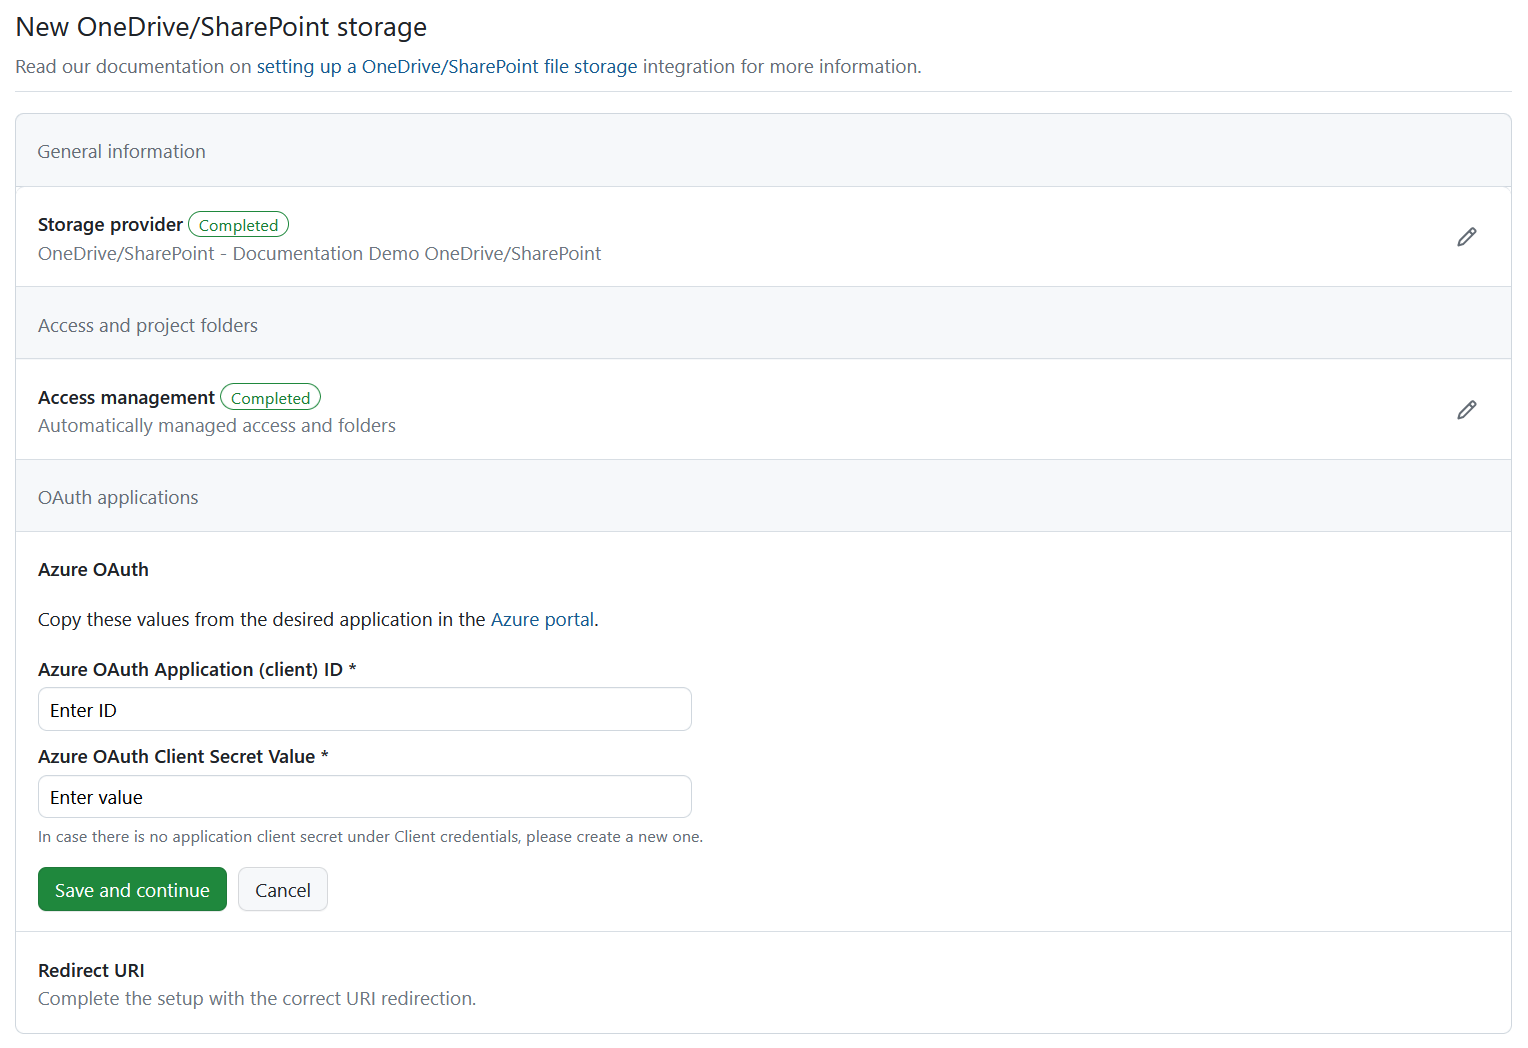 New OneDrive/SharePoint storage
Read our documentation on setting up a OneDrive/SharePoint file storage integration for more information.
General information
Storage provider Completed
OneDrive/SharePoint - Documentation Demo OneDrive/SharePoint
Access and project folders
Access management Completed
Automatically managed access and folders
OAuth applications
Azure OAuth
Copy these values from the desired application in the Azure portal.
Azure OAuth Application (client) ID *
Enter ID
Azure OAuth Client Secret Value *
Enter value
In case there is no application client secret under Client credentials, please create a new one.
Save and continue Cancel
Redirect URI
Complete the setup with the correct URI redirection.